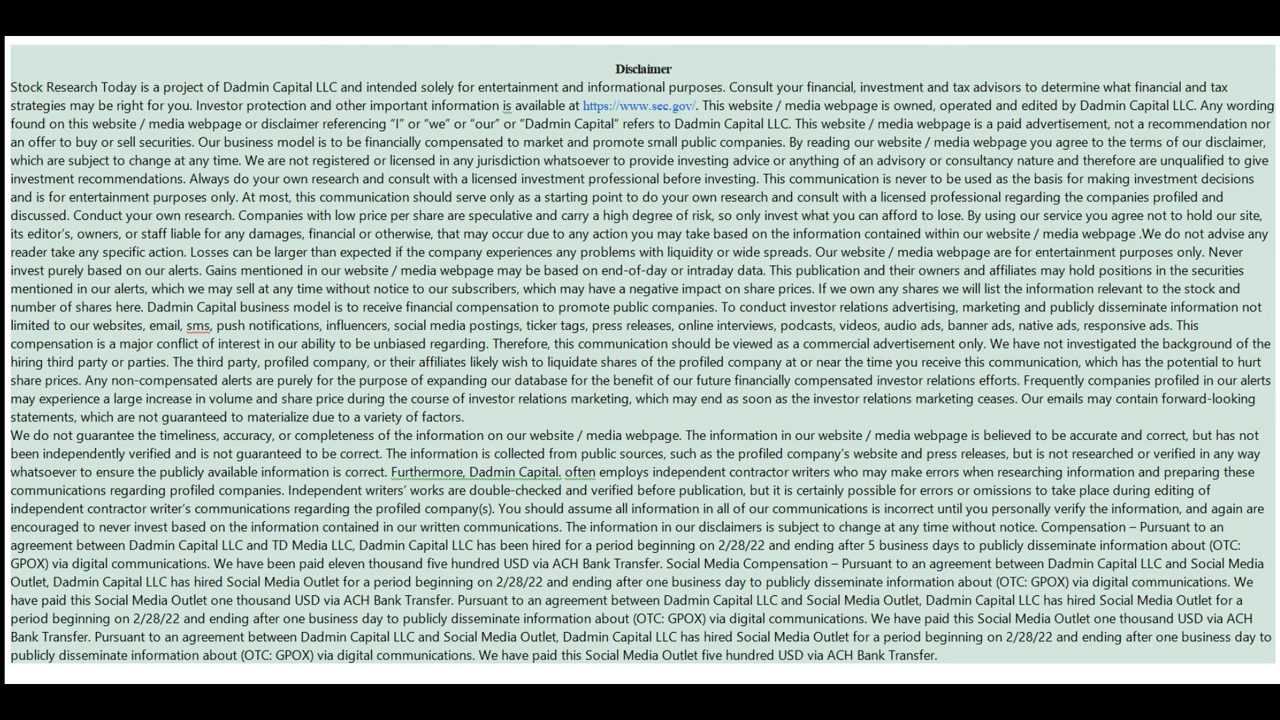 Disclaimer
Stock Research Today is a project of Dadmin Capital LLC and intended solely for entertainment and informational purposes. Consult your financial, investment and tax advisors to determine what financial and tax
strategies may be right for you. Investor protection and other important information is available at https://www.sec.gov/. This website / media webpage is owned, operated and edited by Dadmin Capital LLC. Any wording
found on this website / media webpage or disclaimer referencing “I” or “we” or “our” or “Dadmin Capital” refers to Dadmin Capital LLC. This website / media webpage is a paid advertisement, not a recommendation nor
an offer to buy or sell securities. Our business model is to be financially compensated to market and promote small public companies. By reading our website / media webpage you agree to the terms of our disclaimer,
which are subject to change at any time. We are not registered or licensed in any jurisdiction whatsoever to provide investing advice or anything of an advisory or consultancy nature and therefore are unqualified to give
investment recommendations. Always do your own research and consult with a licensed investment professional before investing. This communication is never to be used as the basis for making investment decisions
and is for entertainment purposes only. At most, this communication should serve only as a starting point to do your own research and consult with a licensed professional regarding the companies profiled and
discussed. Conduct your own research. Companies with low price per share are speculative and carry a high degree of risk, so only invest what you can afford to lose. By using our service you agree not to hold our site,
its editor’s, owners, or staff liable for any damages, financial or otherwise, that may occur due to any action you may take based on the information contained within our website / media webpage .We do not advise any
reader take any specific action. Losses can be larger than expected if the company experiences any problems with liquidity or wide spreads. Our website / media webpage are for entertainment purposes only. Never
invest purely based on our alerts. Gains mentioned in our website / media webpage may be based on end-of-day or intraday data. This publication and their owners and affiliates may hold positions in the securities
mentioned in our alerts, which we may sell at any time without notice to our subscribers, which may have a negative impact on share prices. If we own any shares we will list the information relevant to the stock and
number of shares here. Dadmin Capital business model is to receive financial compensation to promote public companies. To conduct investor relations advertising, marketing and publicly disseminate information not
limited to our websites, email, sms, push notifications, influencers, social media postings, ticker tags, press releases, online interviews, podcasts, videos, audio ads, banner ads, native ads, responsive ads. This
compensation is a major conflict of interest in our ability to be unbiased regarding. Therefore, this communication should be viewed as a commercial advertisement only. We have not investigated the background of the
hiring third party or parties. The third party, profiled company, or their affiliates likely wish to liquidate shares of the profiled company at or near the time you receive this communication, which has the potential to hurt
share prices. Any non-compensated alerts are purely for the purpose of expanding our database for the benefit of our future financially compensated investor relations efforts. Frequently companies profiled in our alerts
may experience a large increase in volume and share price during the course of investor relations marketing, which may end as soon as the investor relations marketing ceases. Our emails may contain forward-looking
statements, which are not guaranteed to materialize due to a variety of factors.
We do not guarantee the timeliness, accuracy, or completeness of the information on our website / media webpage. The information in our website / media webpage is believed to be accurate and correct, but has not
been independently verified and is not guaranteed to be correct. The information is collected from public sources, such as the profiled company’s website and press releases, but is not researched or verified in any way
whatsoever to ensure the publicly available information is correct. Furthermore, Dadmin Capital. often employs independent contractor writers who may make errors when researching information and preparing these
communications regarding profiled companies. Independent writers’ works are double-checked and verified before publication, but it is certainly possible for errors or omissions to take place during editing of
independent contractor writer’s communications regarding the profiled company(s). You should assume all information in all of our communications is incorrect until you personally verify the information, and again are
encouraged to never invest based on the information contained in our written communications. The information in our disclaimers is subject to change at any time without notice. Compensation – Pursuant to an
agreement between Dadmin Capital LLC and TD Media LLC, Dadmin Capital LLC has been hired for a period beginning on 2/28/22 and ending after 5 business days to publicly disseminate information about (OTC:
GPOX) via digital communications. We have been paid eleven thousand five hundred USD via ACH Bank Transfer. Social Media Compensation – Pursuant to an agreement between Dadmin Capital LLC and Social Media
Outlet, Dadmin Capital LLC has hired Social Media Outlet for a period beginning on 2/28/22 and ending after one business day to publicly disseminate information about (OTC: GPOX) via digital communications. We
have paid this Social Media Outlet one thousand USD via ACH Bank Transfer. Pursuant to an agreement between Dadmin Capital LLC and Social Media Outlet, Dadmin Capital LLC has hired Social Media Outlet for a
period beginning on 2/28/22 and ending after one business day to publicly disseminate information about (OTC: GPOX) via digital communications. We have paid this Social Media Outlet one thousand USD via ACH
Bank Transfer. Pursuant to an agreement between Dadmin Capital LLC and Social Media Outlet, Dadmin Capital LLC has hired Social Media Outlet for a period beginning on 2/28/22 and ending after one business day to
publicly disseminate information about (OTC: GPOX) via digital communications. We have paid this Social Media Outlet five hundred USD via ACH Bank Transfer.